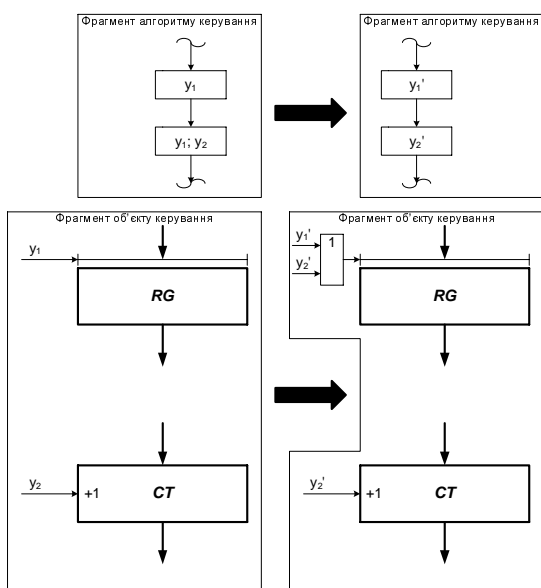 Фрагмент алгоритму керування
y₁
y₁; y₂
Фрагмент алгоритму керування
y₁'
y₂'
Фрагмент об'єкту керування
y₁
RG
y₂
+1
CT
Фрагмент об'єкту керування
y₁'
1
y₂'
RG
y₂'
+1
CT